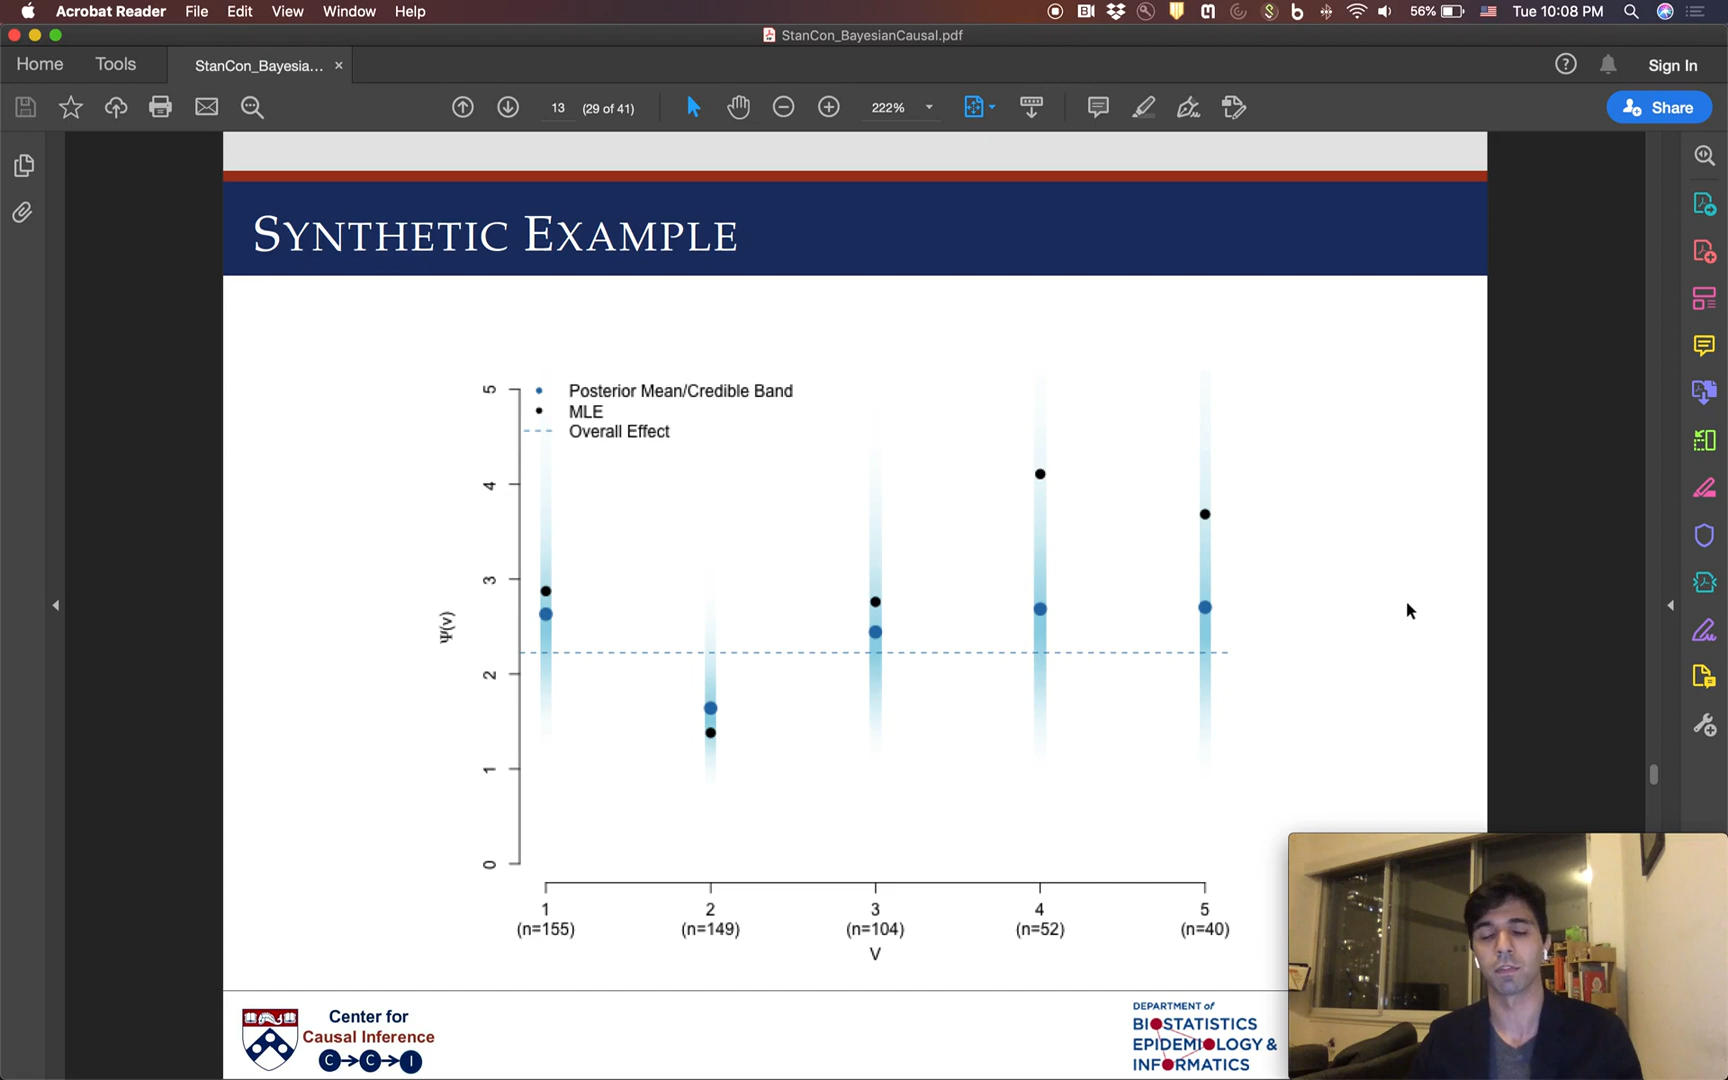 Acrobat Reader File Edit View Window Help 56% Tue 10:08 PM
StanCon_BayesianCausal.pdf
Home Tools StanCon_Bayesia... × Sign In
13 (29 of 41) 222% Share
SYNTHETIC EXAMPLE
Posterior Mean/Credible Band
MLE
Overall Effect
5
4
3
2
1
0
Ψ(v)
1 2 3 4 5
(n=155) (n=149) (n=104) (n=52) (n=40)
V
Center for
Causal Inference
C C I
DEPARTMENT of
BIOSTATISTICS
EPIDEMIOLOGY &
INFORMATICS